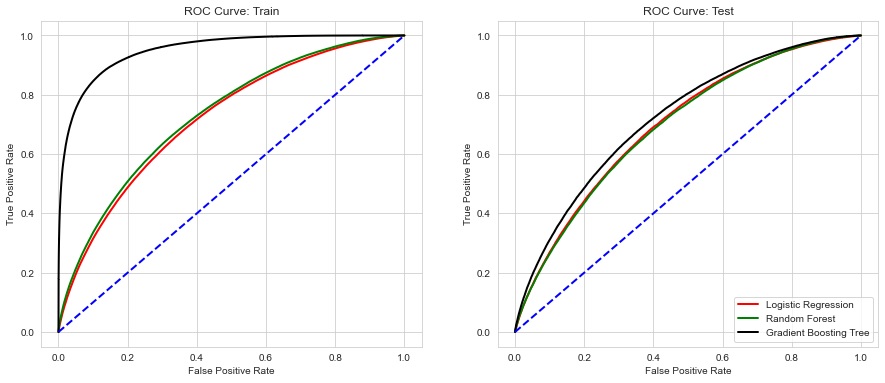 ROC Curve: Train
True Positive Rate
1.0
0.8
0.6
0.4
0.2
0.0
0.0 0.2 0.4 0.6 0.8 1.0
False Positive Rate
ROC Curve: Test
True Positive Rate
1.0
0.8
0.6
0.4
0.2
0.0
Logistic Regression
Random Forest
Gradient Boosting Tree
0.0 0.2 0.4 0.6 0.8 1.0
False Positive Rate